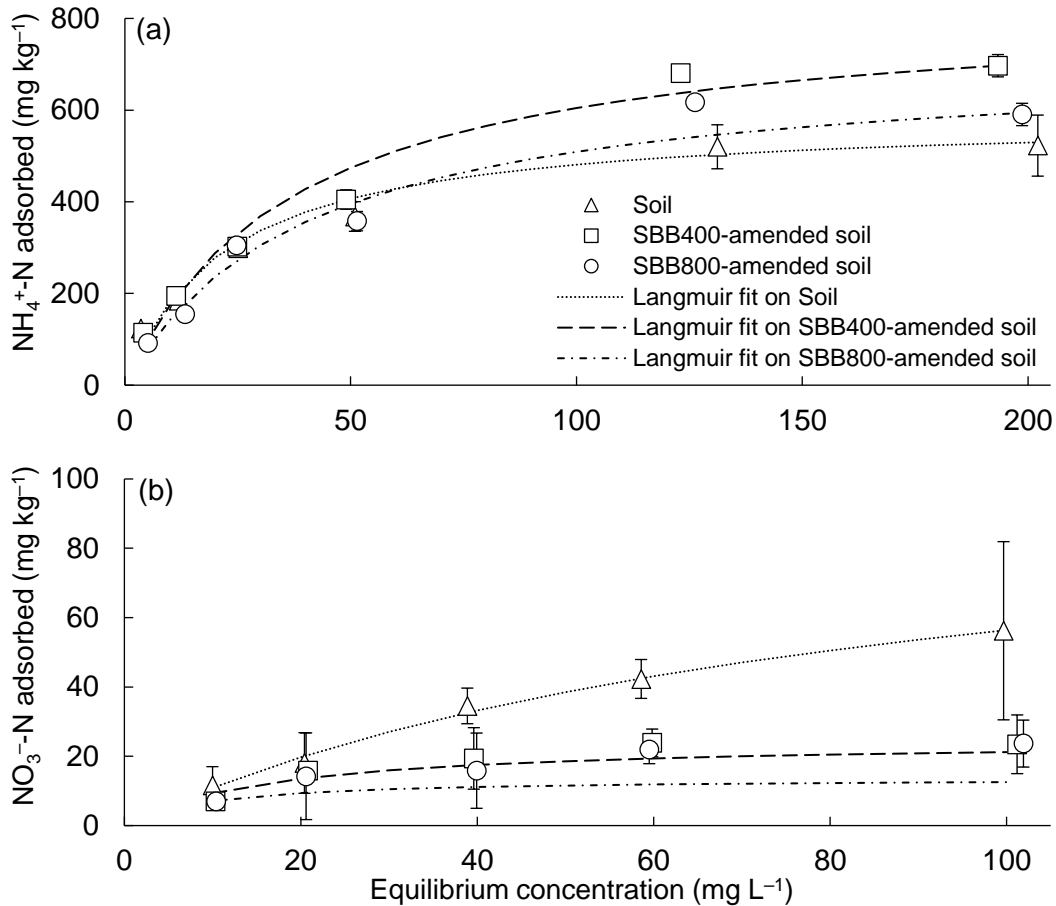 (a)
NH₄⁺-N adsorbed (mg kg⁻¹)
800
600
400
200
0
0 50 100 150 200
Soil
SBB400-amended soil
SBB800-amended soil
Langmuir fit on Soil
Langmuir fit on SBB400-amended soil
Langmuir fit on SBB800-amended soil
(b)
NO₃⁻-N adsorbed (mg kg⁻¹)
100
80
60
40
20
0
0 20 40 60 80 100
Equilibrium concentration (mg L⁻¹)